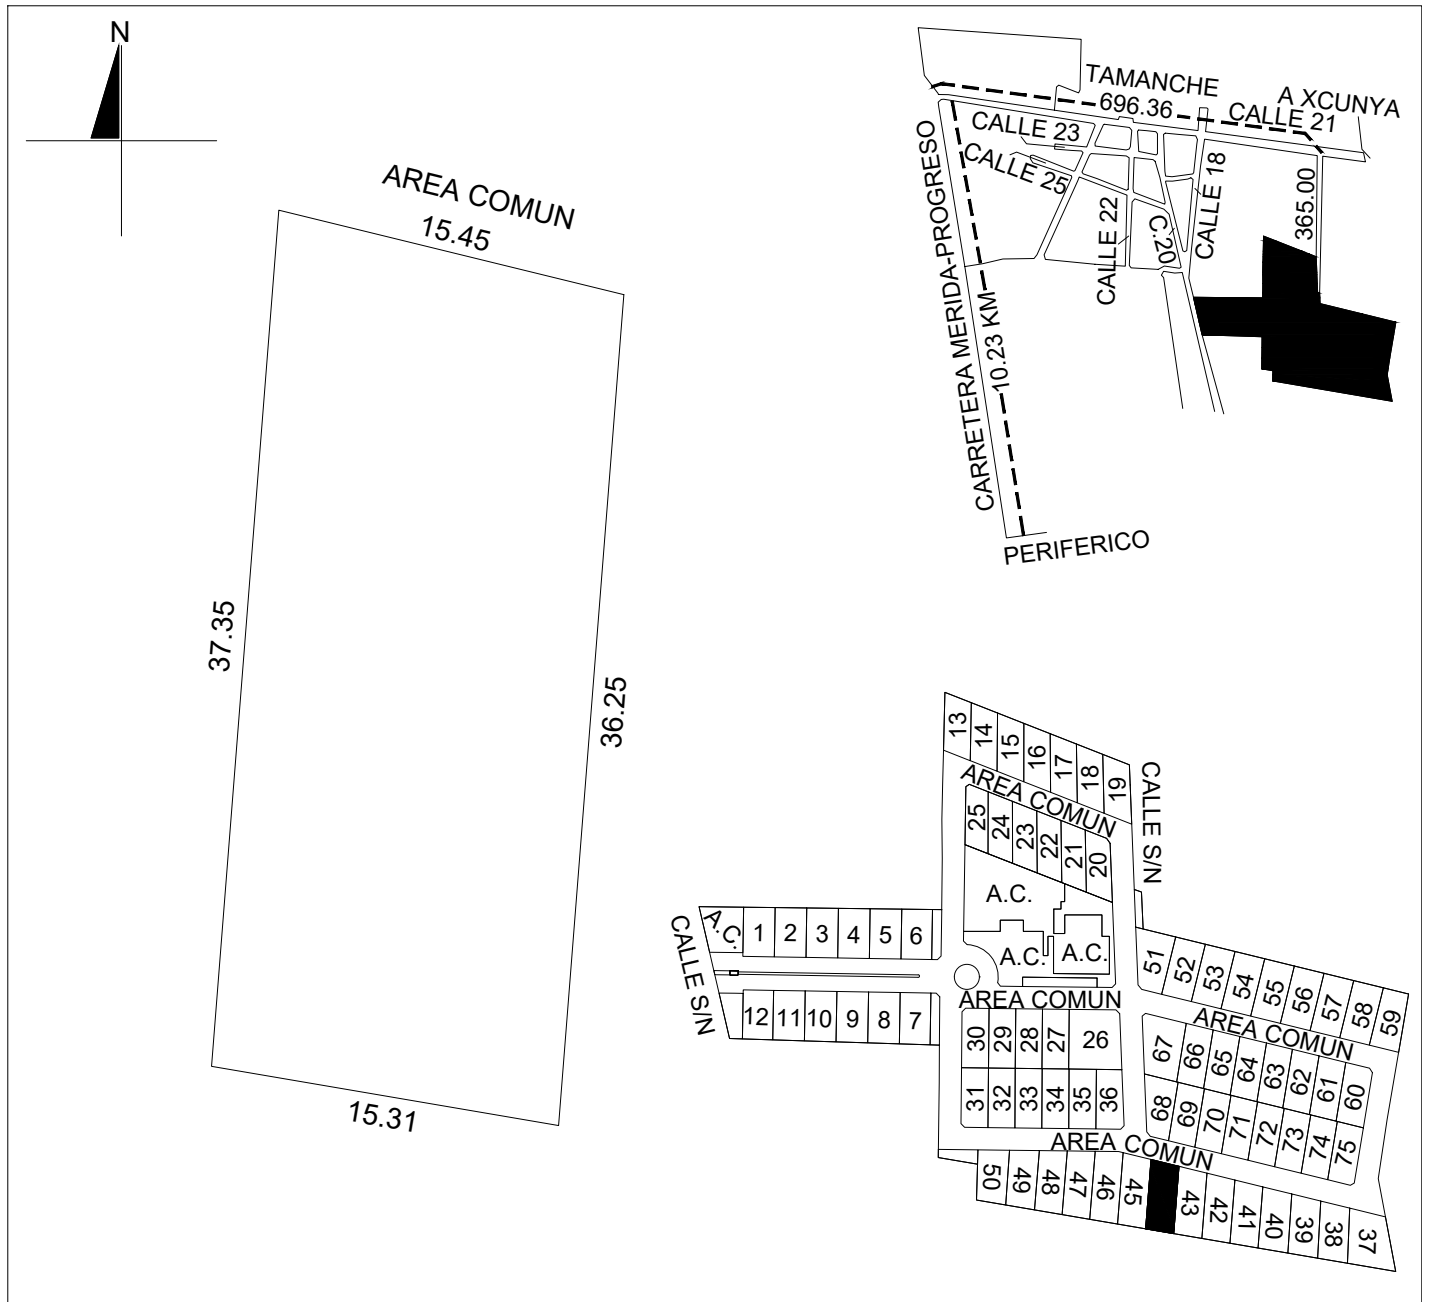 N
AREA COMUN
15.45
37.35
36.25
15.31
TAMANCHE
696.36
A XCUNYA
CALLE 21
CALLE 23
CALLE 25
CALLE 18
CALLE 22
C.20
365.00
CARRETERA MERIDA-PROGRESO
10.23 KM
PERIFERICO
13 14 15 16 17 18 19
AREA COMUN
CALLE S/N
25 24 23 22 21 20
A.C.
A.C. 1 2 3 4 5 6
A.C. A.C.
CALLE S/N
12 11 10 9 8 7
AREA COMUN
30 29 28 27 26
31 32 33 34 35 36
51 52 53 54 55 56 57 58 59
AREA COMUN
67 66 65 64 63 62 61 60
68 69 70 71 72 73 74 75
AREA COMUN
50 49 48 47 46 45 43 42 41 40 39 38 37